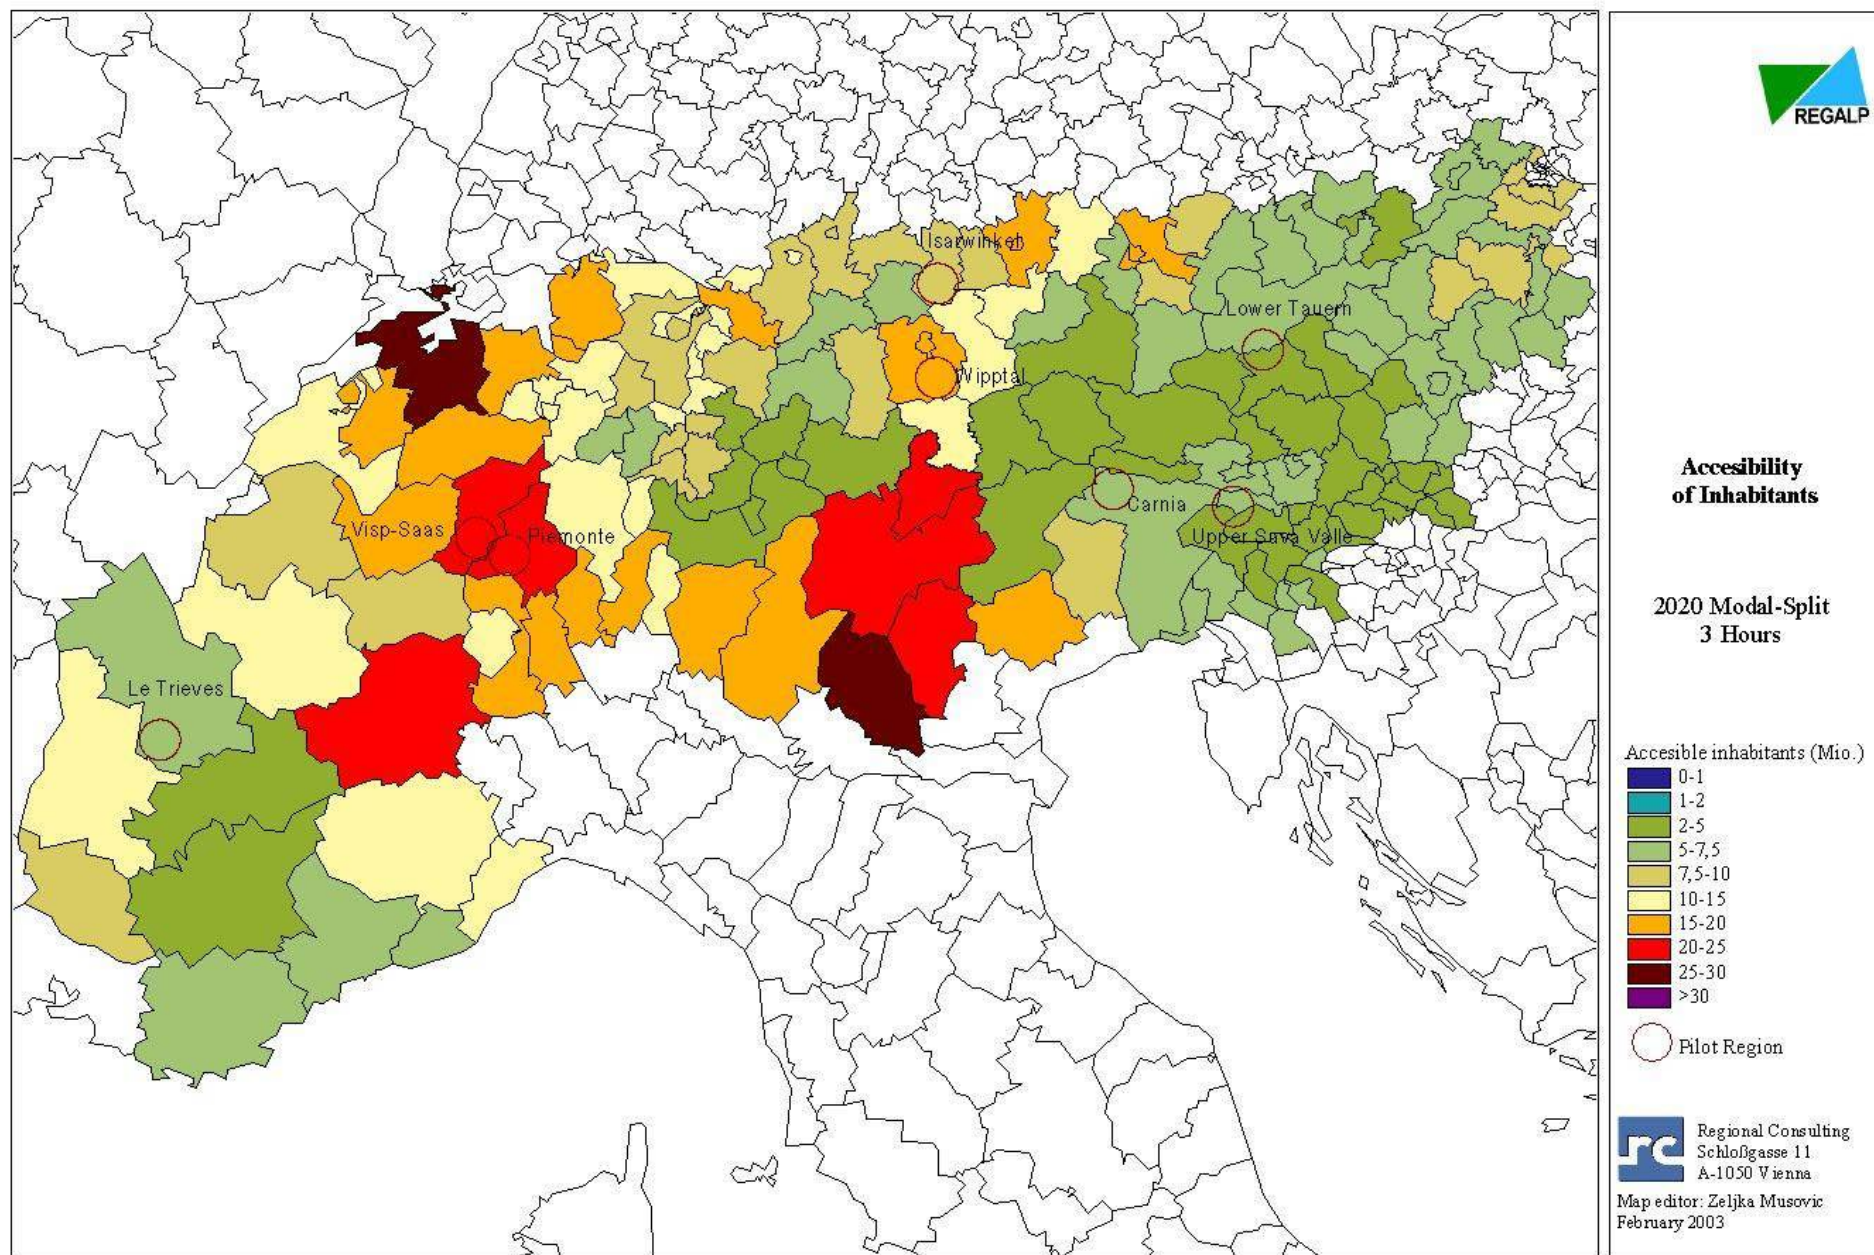 Isarwinkel
Lower Tauern
Wipptal
Carnia
Visp-Saas
Piemonte
Upper Suva Valle
Le Trieves
REGALP
Accesibility
of Inhabitants
2020 Modal-Split
3 Hours
Accesible inhabitants (Mio.)
0-1
1-2
2-5
5-7,5
7,5-10
10-15
15-20
20-25
25-30
>30
Pilot Region
rc
Regional Consulting
Schloßgasse 11
A-1050 Vienna
Map editor: Zeljka Musovic
February 2003